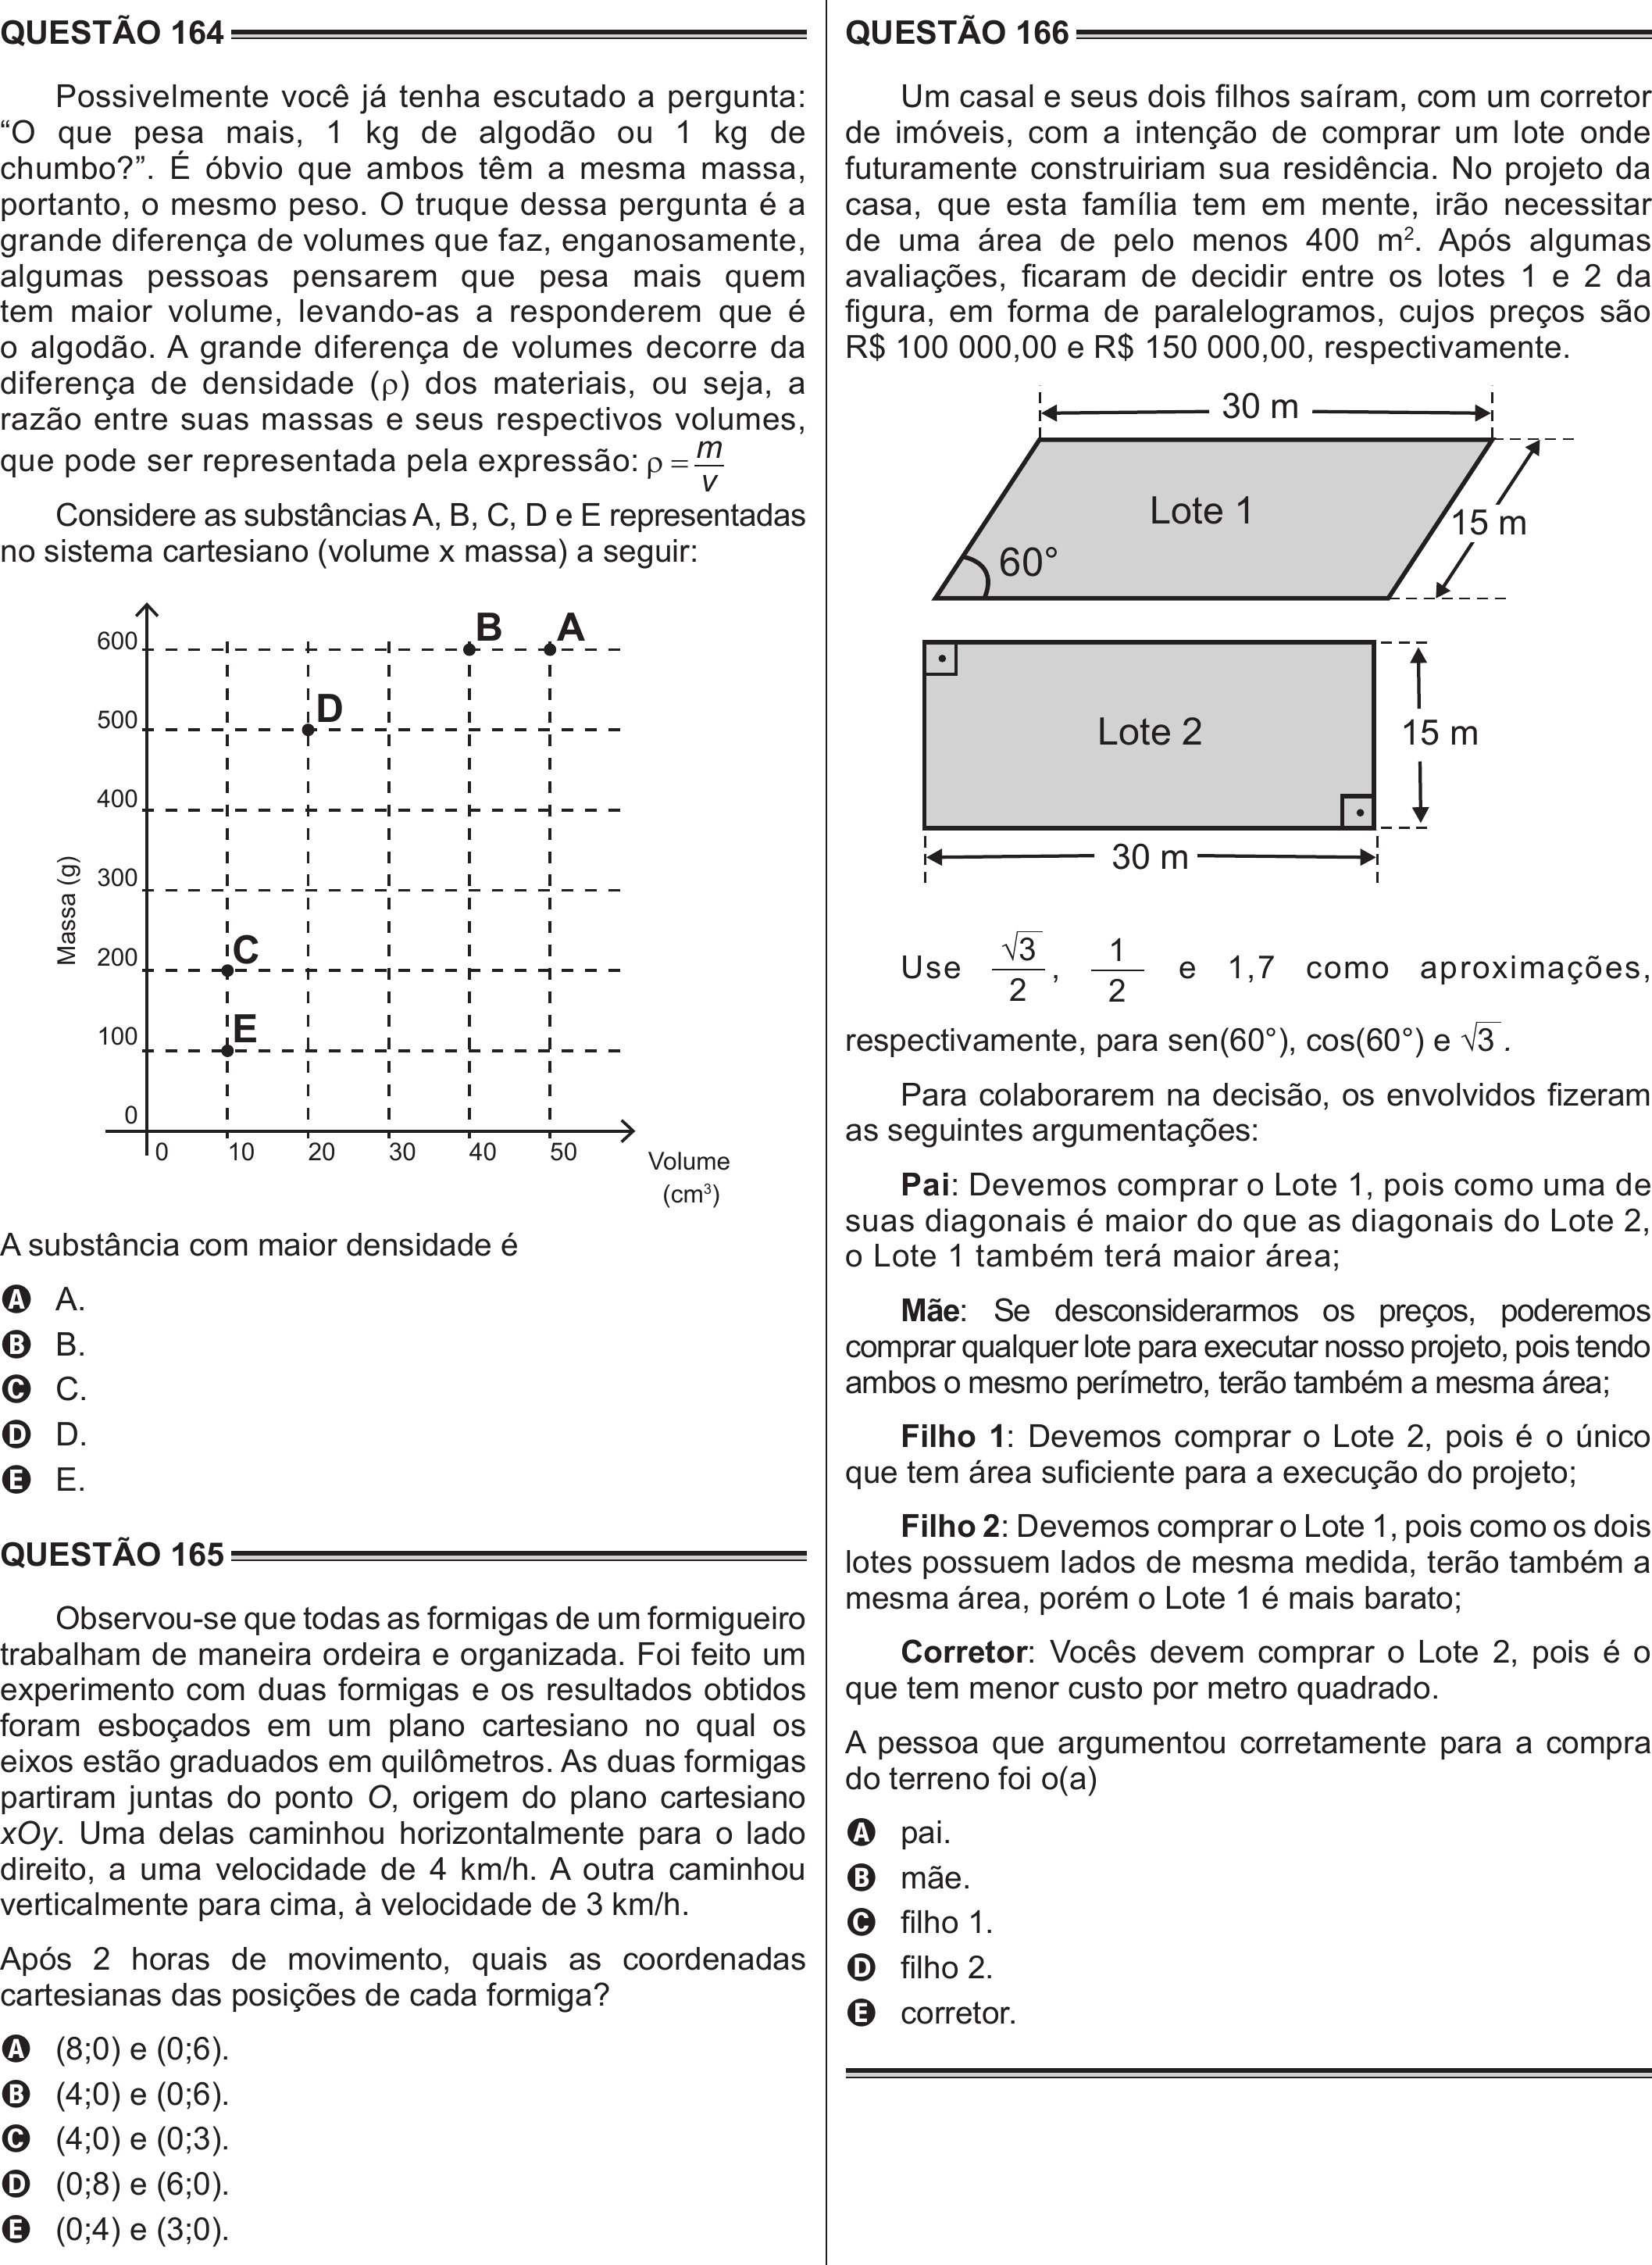 QUESTÃO 164
Possivelmente você já tenha escutado a pergunta:
“O que pesa mais, 1 kg de algodão ou 1 kg de
chumbo?”. É óbvio que ambos têm a mesma massa,
portanto, o mesmo peso. O truque dessa pergunta é a
grande diferença de volumes que faz, enganosamente,
algumas pessoas pensarem que pesa mais quem
tem maior volume, levando-as a responderem que é
o algodão. A grande diferença de volumes decorre da
diferença de densidade (ρ) dos materiais, ou seja, a
razão entre suas massas e seus respectivos volumes,
que pode ser representada pela expressão: ρ = m/v
Considere as substâncias A, B, C, D e E representadas
no sistema cartesiano (volume x massa) a seguir:
Massa (g)
600
500
400
300
200
100
0
B
A
D
C
E
0 10 20 30 40 50
Volume
(cm³)
A substância com maior densidade é
A A.
B B.
C C.
D D.
E E.
QUESTÃO 165
Observou-se que todas as formigas de um formigueiro
trabalham de maneira ordeira e organizada. Foi feito um
experimento com duas formigas e os resultados obtidos
foram esboçados em um plano cartesiano no qual os
eixos estão graduados em quilômetros. As duas formigas
partiram juntas do ponto O, origem do plano cartesiano
xOy. Uma delas caminhou horizontalmente para o lado
direito, a uma velocidade de 4 km/h. A outra caminhou
verticalmente para cima, à velocidade de 3 km/h.
Após 2 horas de movimento, quais as coordenadas
cartesianas das posições de cada formiga?
A (8;0) e (0;6).
B (4;0) e (0;6).
C (4;0) e (0;3).
D (0;8) e (6;0).
E (0;4) e (3;0).
QUESTÃO 166
Um casal e seus dois filhos saíram, com um corretor
de imóveis, com a intenção de comprar um lote onde
futuramente construiriam sua residência. No projeto da
casa, que esta família tem em mente, irão necessitar
de uma área de pelo menos 400 m². Após algumas
avaliações, ficaram de decidir entre os lotes 1 e 2 da
figura, em forma de paralelogramos, cujos preços são
R$ 100 000,00 e R$ 150 000,00, respectivamente.
30 m
Lote 1
15 m
60°
Lote 2
15 m
30 m
Use √3/2, 1/2 e 1,7 como aproximações,
respectivamente, para sen(60°), cos(60°) e √3.
Para colaborarem na decisão, os envolvidos fizeram
as seguintes argumentações:
Pai: Devemos comprar o Lote 1, pois como uma de
suas diagonais é maior do que as diagonais do Lote 2,
o Lote 1 também terá maior área;
Mãe: Se desconsiderarmos os preços, poderemos
comprar qualquer lote para executar nosso projeto, pois tendo
ambos o mesmo perímetro, terão também a mesma área;
Filho 1: Devemos comprar o Lote 2, pois é o único
que tem área suficiente para a execução do projeto;
Filho 2: Devemos comprar o Lote 1, pois como os dois
lotes possuem lados de mesma medida, terão também a
mesma área, porém o Lote 1 é mais barato;
Corretor: Vocês devem comprar o Lote 2, pois é o
que tem menor custo por metro quadrado.
A pessoa que argumentou corretamente para a compra
do terreno foi o(a)
A pai.
B mãe.
C filho 1.
D filho 2.
E corretor.